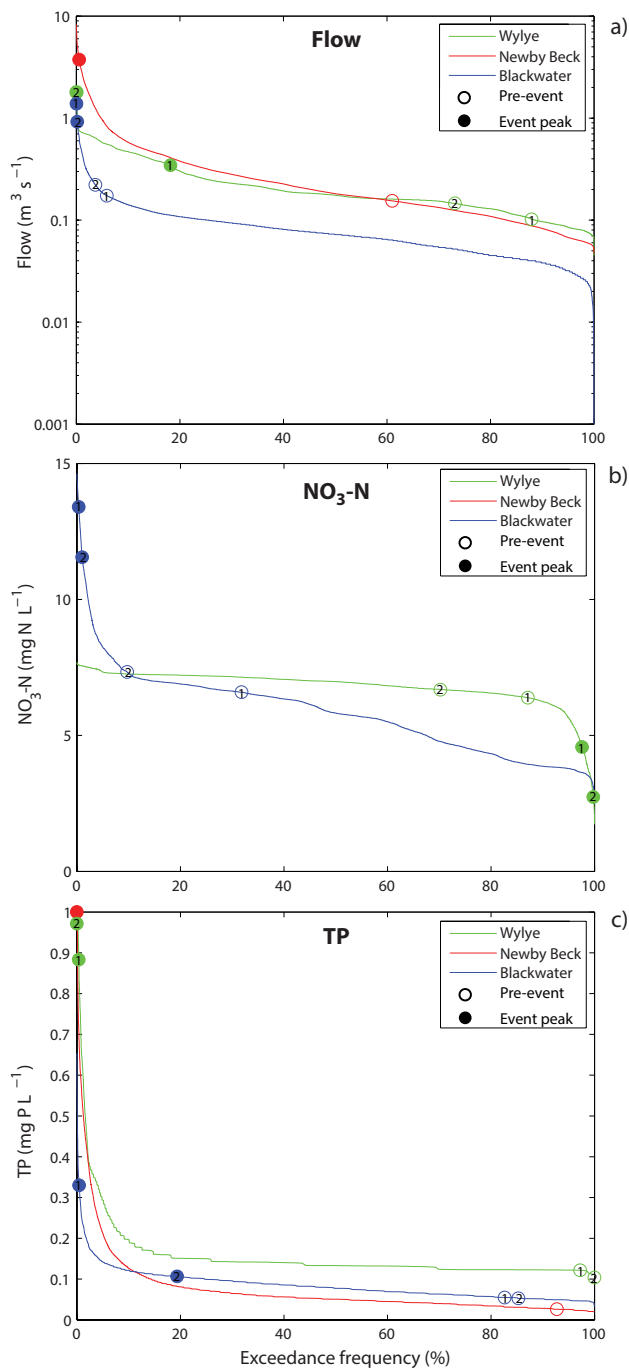 a)
Flow
Wylye
Newby Beck
Blackwater
Pre-event
Event peak
10
1
0.1
0.01
0.001
Flow (m³ s⁻¹)
2
1
2
1
2
1
2
1
0 20 40 60 80 100
b)
NO₃-N
Wylye
Newby Beck
Blackwater
Pre-event
Event peak
15
10
5
0
NO₃-N (mg N L⁻¹)
1
2
2
1
2
1
1
2
0 20 40 60 80 100
c)
TP
Wylye
Newby Beck
Blackwater
Pre-event
Event peak
1
0.9
0.8
0.7
0.6
0.5
0.4
0.3
0.2
0.1
0
TP (mg P L⁻¹)
2
1
1
2
1
2
1
2
0 20 40 60 80 100
Exceedance frequency (%)